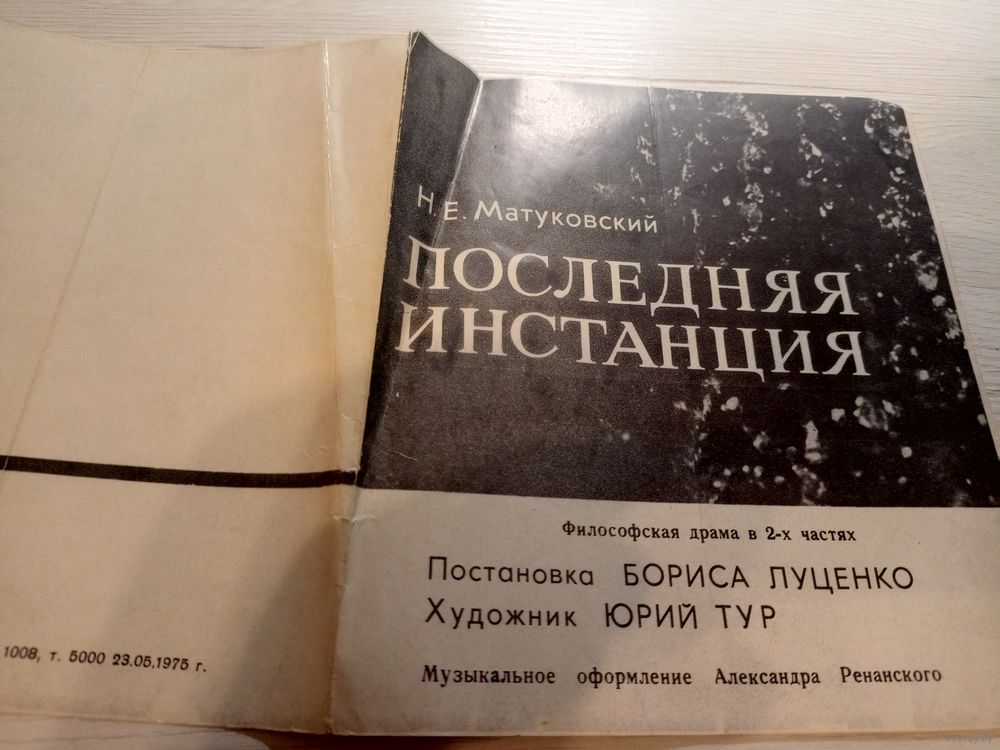 Н. Е. Матуковский
ПОСЛЕДНЯЯ
ИНСТАНЦИЯ
Философская драма в 2-х частях
Постановка БОРИСА ЛУЦЕНКО
Художник ЮРИЙ ТУР
Музыкальное оформление Александра Ренанского
1008, т. 5000 23.05.1975 г.